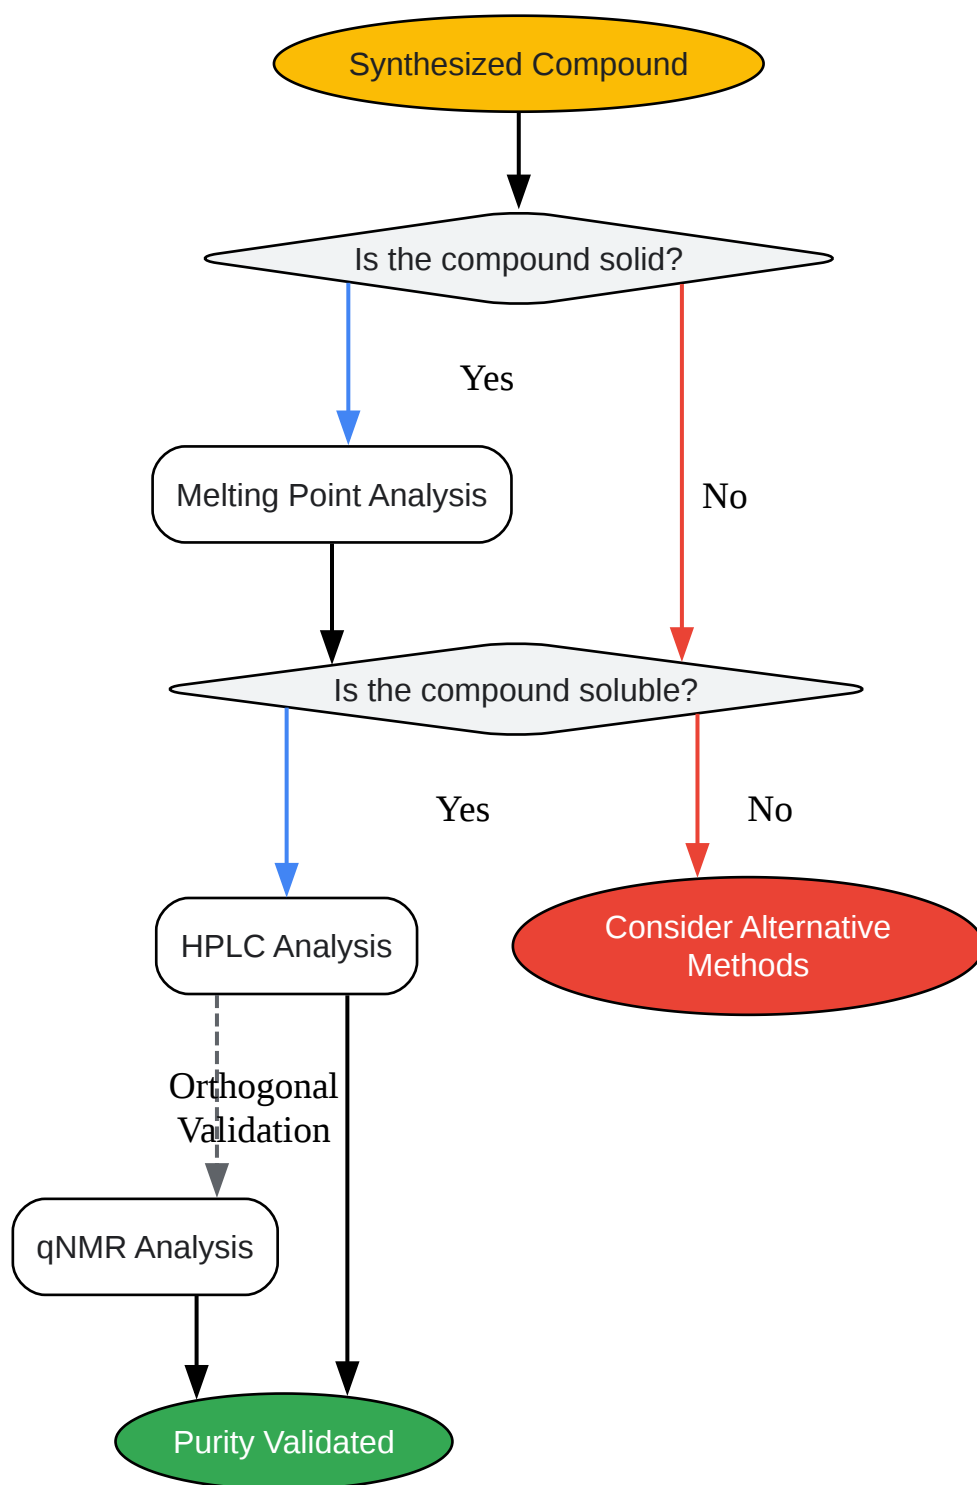 Synthesized Compound
Is the compound solid?
Yes
Melting Point Analysis
No
Is the compound soluble?
Yes
No
Consider Alternative
Methods
HPLC Analysis
Orthogonal
Validation
qNMR Analysis
Purity Validated